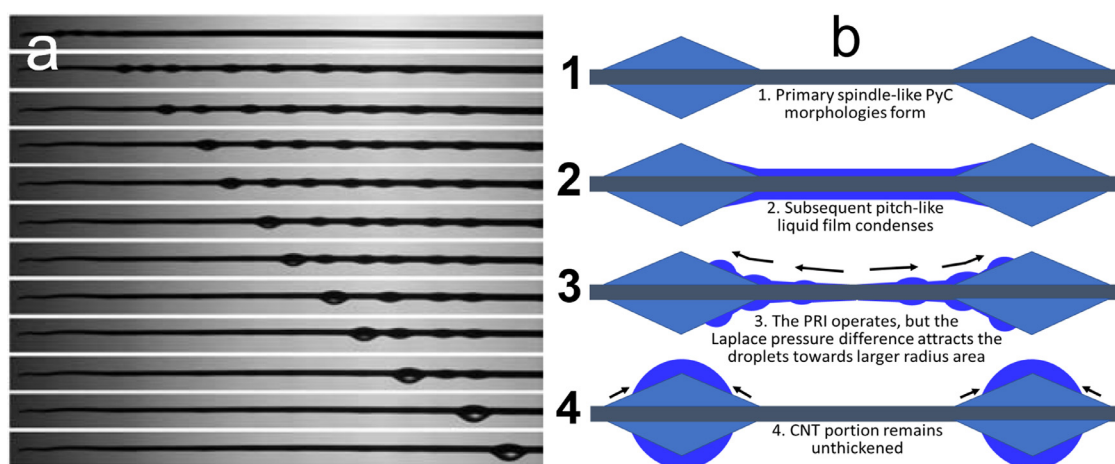 a
b
1
1. Primary spindle-like PyC
morphologies form
2
2. Subsequent pitch-like
liquid film condenses
3
3. The PRI operates, but the
Laplace pressure difference attracts the
droplets towards larger radius area
4
4. CNT portion remains
unthickened